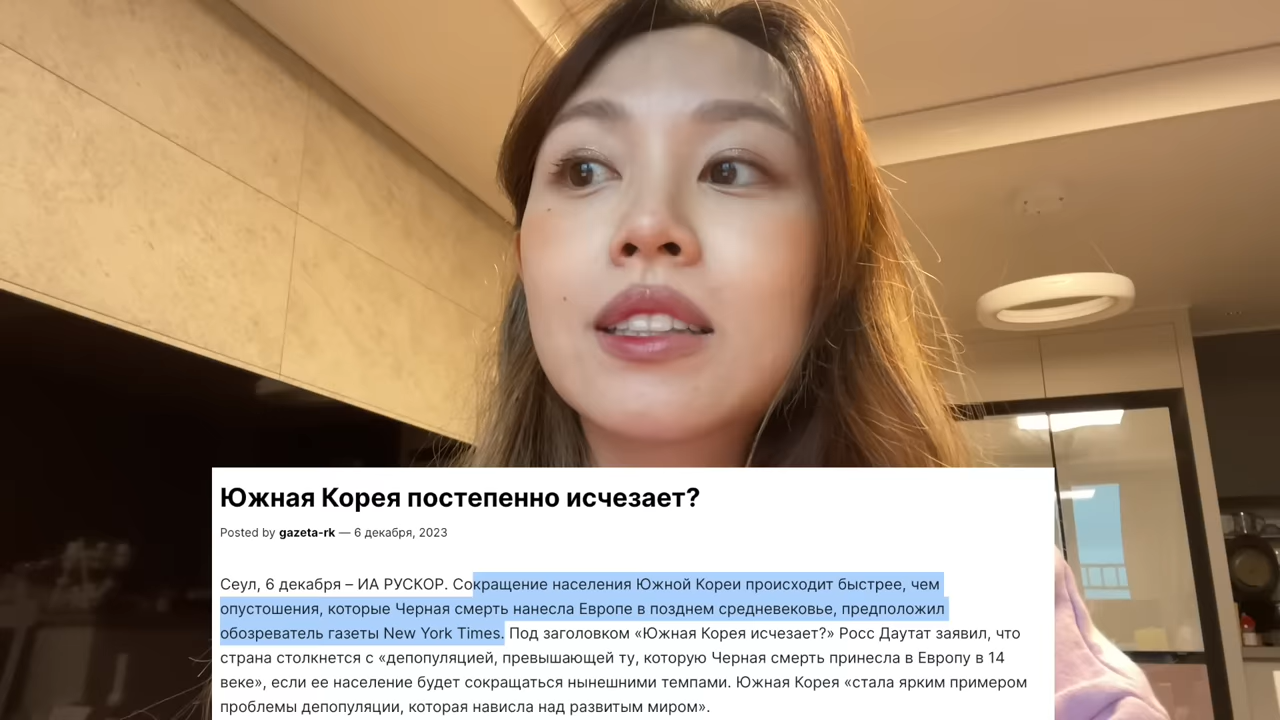 Южная Корея постепенно исчезает?
Posted by gazeta-rk — 6 декабря, 2023
Сеул, 6 декабря – ИА РУСКОР. Сокращение населения Южной Кореи происходит быстрее, чем
опустошения, которые Черная смерть нанесла Европе в позднем средневековье, предположил
обозреватель газеты New York Times. Под заголовком «Южная Корея исчезает?» Росс Даутат заявил, что
страна столкнется с «депопуляцией, превышающей ту, которую Черная смерть принесла в Европу в 14
веке», если ее население будет сокращаться нынешними темпами. Южная Корея «стала ярким примером
проблемы депопуляции, которая нависла над развитым миром».